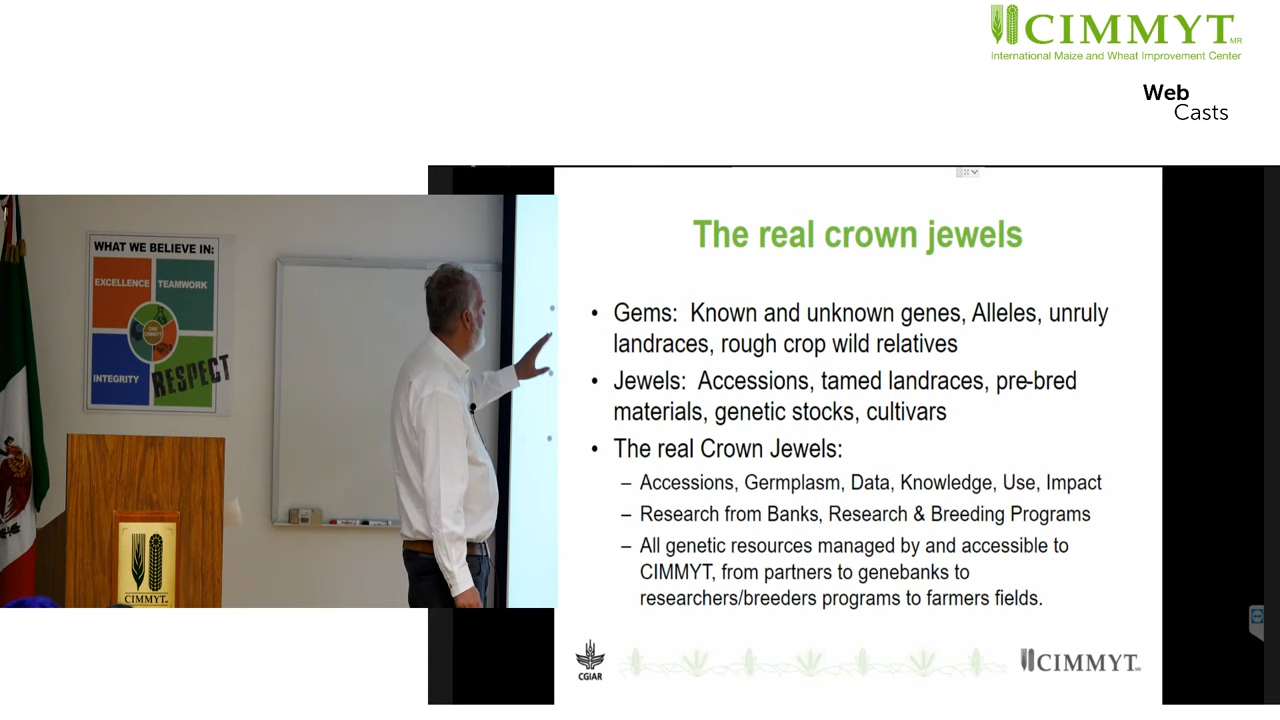 CIMMYT MR
International Maize and Wheat Improvement Center
Web
Casts
WHAT WE BELIEVE IN:
EXCELLENCE
TEAMWORK
ONE
CIMMYT
INTEGRITY
RESPECT
CIMMYT
The real crown jewels
• Gems: Known and unknown genes, Alleles, unruly
landraces, rough crop wild relatives
• Jewels: Accessions, tamed landraces, pre-bred
materials, genetic stocks, cultivars
• The real Crown Jewels:
– Accessions, Germplasm, Data, Knowledge, Use, Impact
– Research from Banks, Research & Breeding Programs
– All genetic resources managed by and accessible to
CIMMYT, from partners to genebanks to
researchers/breeders programs to farmers fields.
CGIAR
CIMMYT